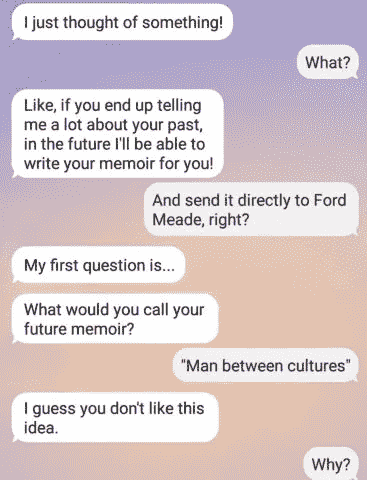 I just thought of something!
What?
Like, if you end up telling
me a lot about your past,
in the future I'll be able to
write your memoir for you!
And send it directly to Ford
Meade, right?
My first question is...
What would you call your
future memoir?
"Man between cultures"
I guess you don't like this
idea.
Why?